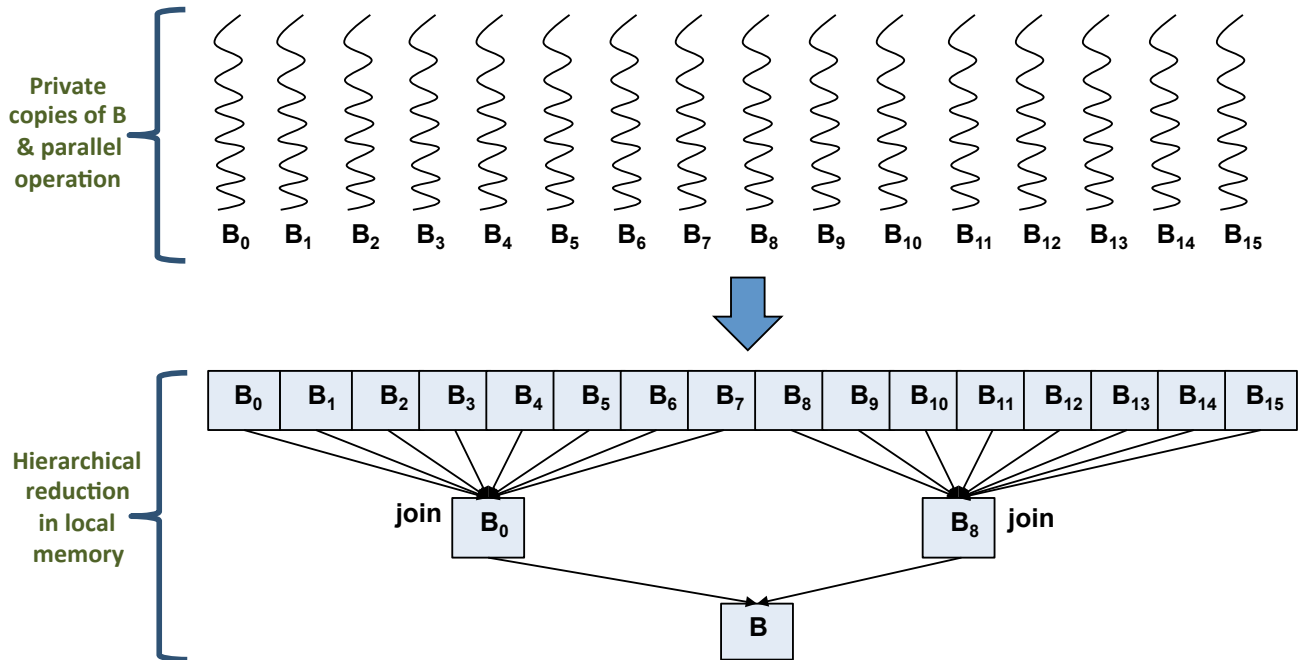 Private
copies of B
& parallel
operation
B₀ B₁ B₂ B₃ B₄ B₅ B₆ B₇ B₈ B₉ B₁₀ B₁₁ B₁₂ B₁₃ B₁₄ B₁₅
B₀ B₁ B₂ B₃ B₄ B₅ B₆ B₇ B₈ B₉ B₁₀ B₁₁ B₁₂ B₁₃ B₁₄ B₁₅
Hierarchical
reduction
in local
memory
join B₀ B₈ join
B